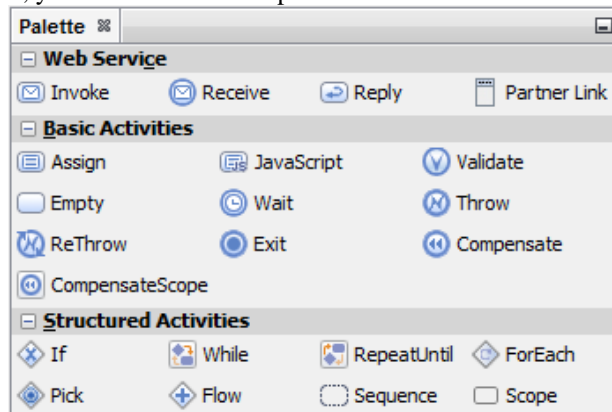 Palette
Web Service
Invoke Receive Reply Partner Link
Basic Activities
Assign JavaScript Validate
Empty Wait Throw
ReThrow Exit Compensate
CompensateScope
Structured Activities
If While RepeatUntil ForEach
Pick Flow Sequence Scope